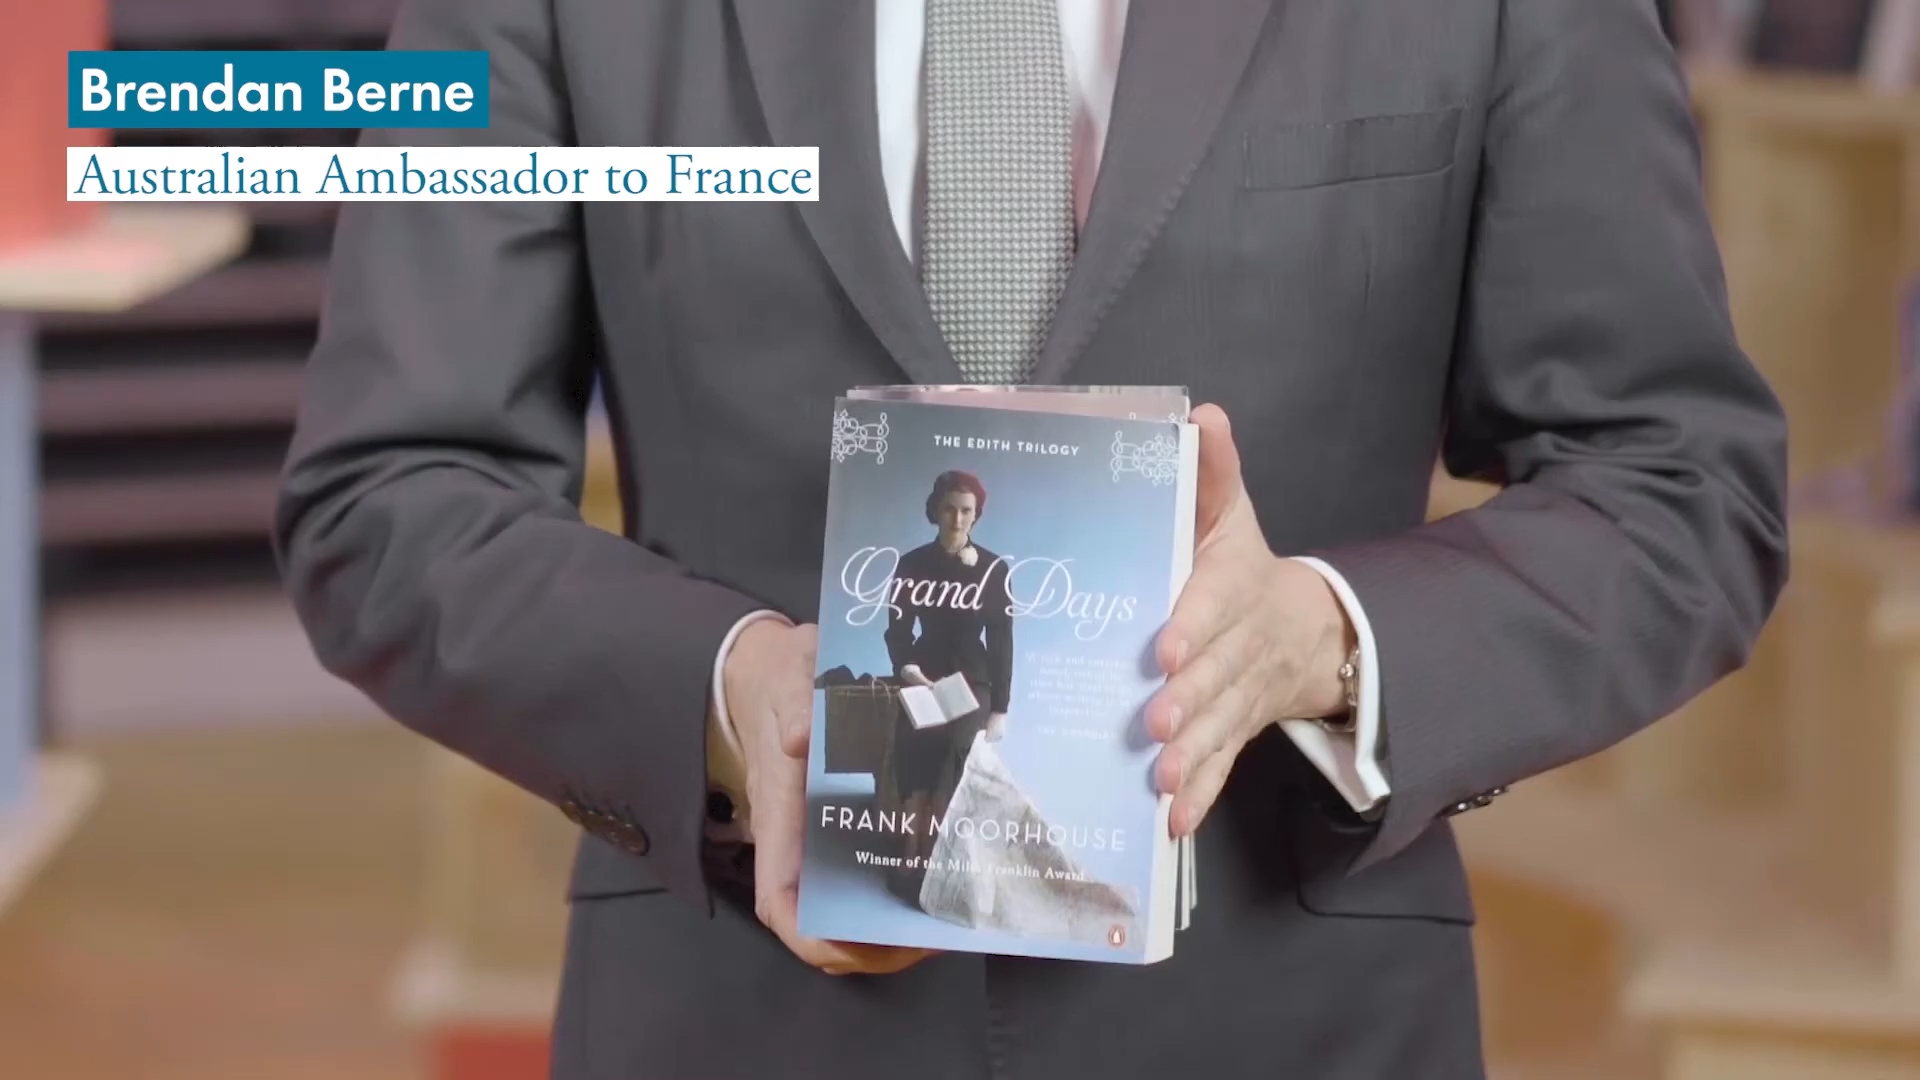 Brendan Berne
Australian Ambassador to France
THE EDITH TRILOGY
Grand Days
FRANK MOORHOUSE
Winner of the Miles Franklin Award